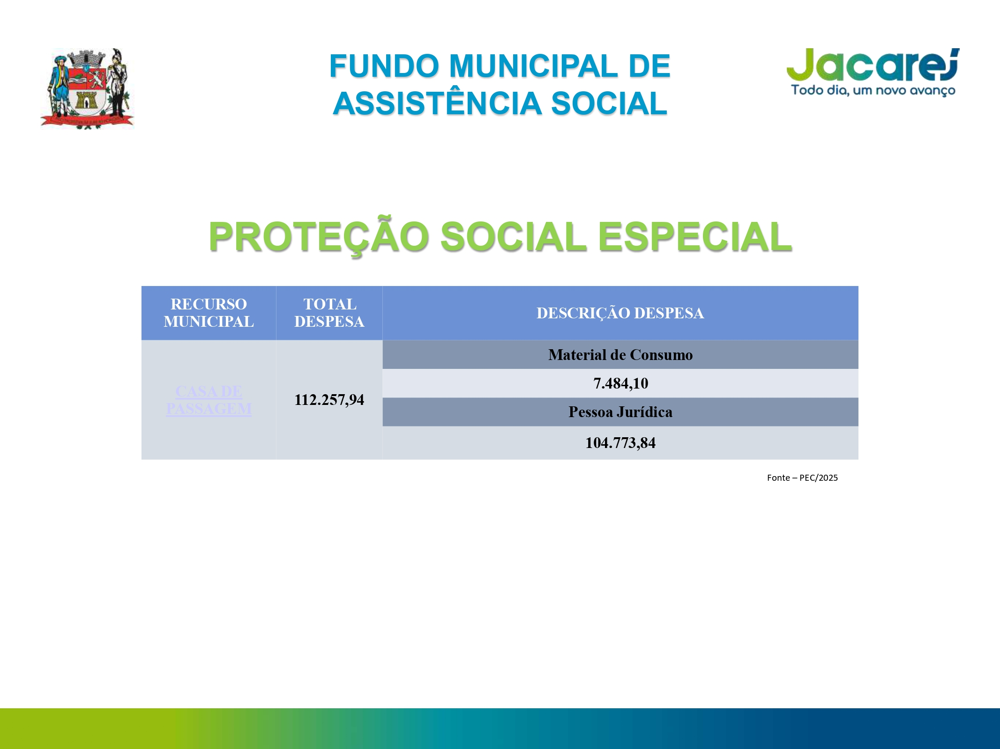 FUNDO MUNICIPAL DE
ASSISTÊNCIA SOCIAL
Jacareí
Todo dia, um novo avanço
PROTEÇÃO SOCIAL ESPECIAL
RECURSO
MUNICIPAL
TOTAL
DESPESA
DESCRIÇÃO DESPESA
CASA DE
PASSAGEM
112.257,94
Material de Consumo
7.484,10
Pessoa Jurídica
104.773,84
Fonte – PEC/2025